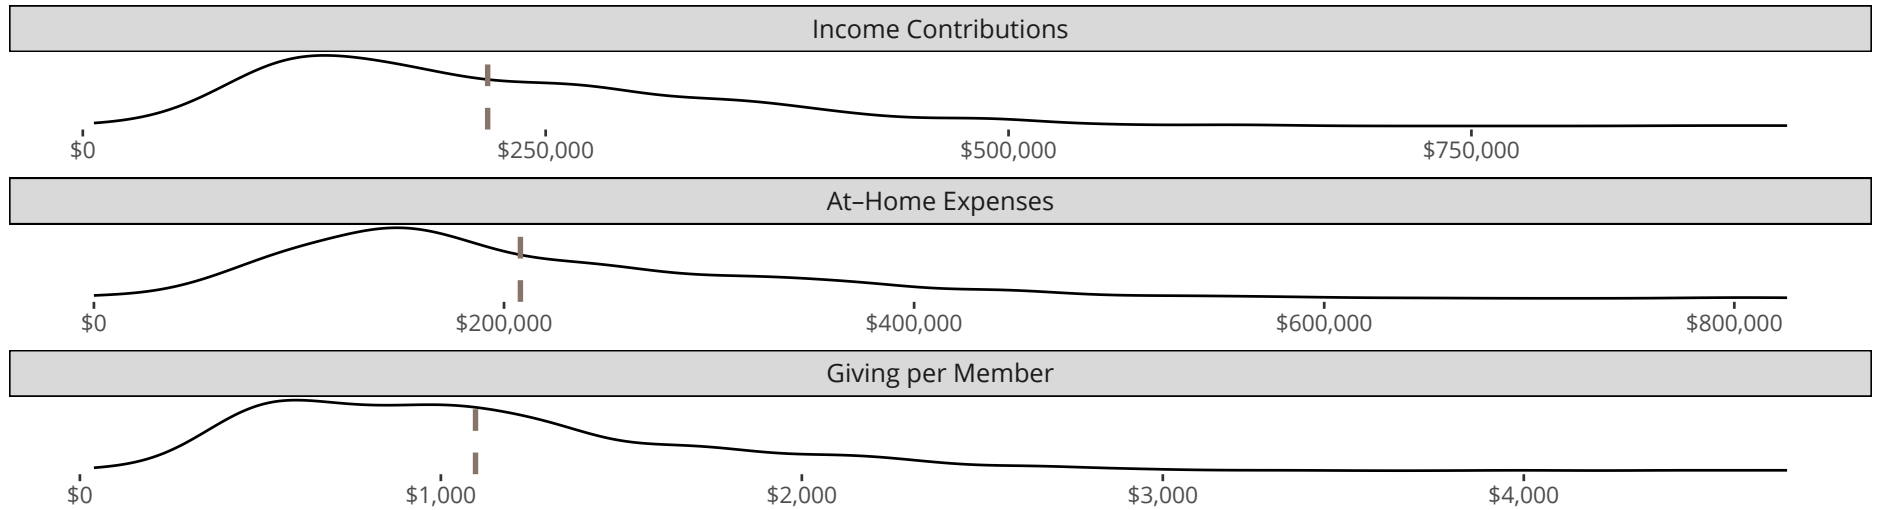 Income Contributions
$0 $250,000 $500,000 $750,000
At–Home Expenses
$0 $200,000 $400,000 $600,000 $800,000
Giving per Member
$0 $1,000 $2,000 $3,000 $4,000